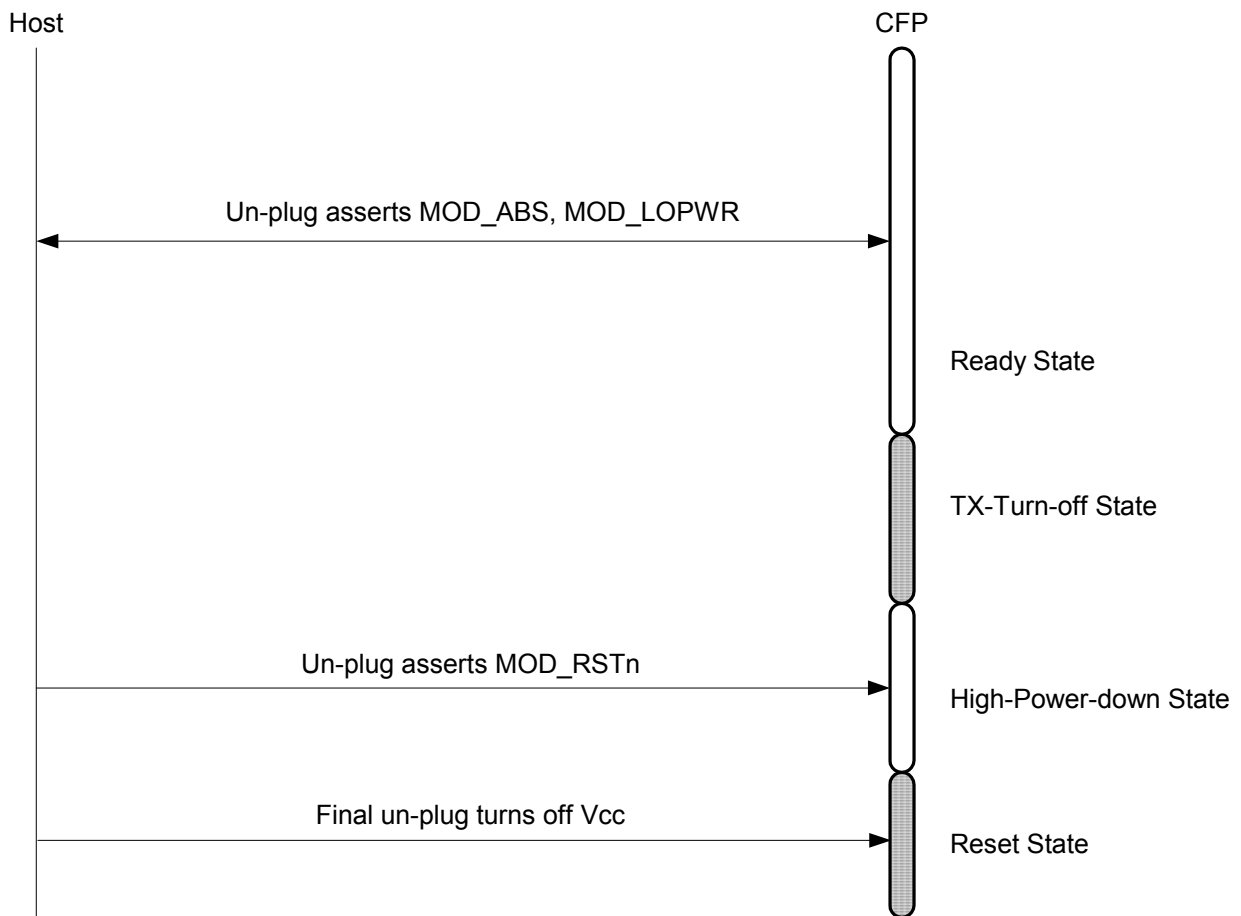 Host
CFP
Un-plug asserts MOD_ABS, MOD_LOPWR
Ready State
TX-Turn-off State
Un-plug asserts MOD_RSTn
High-Power-down State
Final un-plug turns off Vcc
Reset State